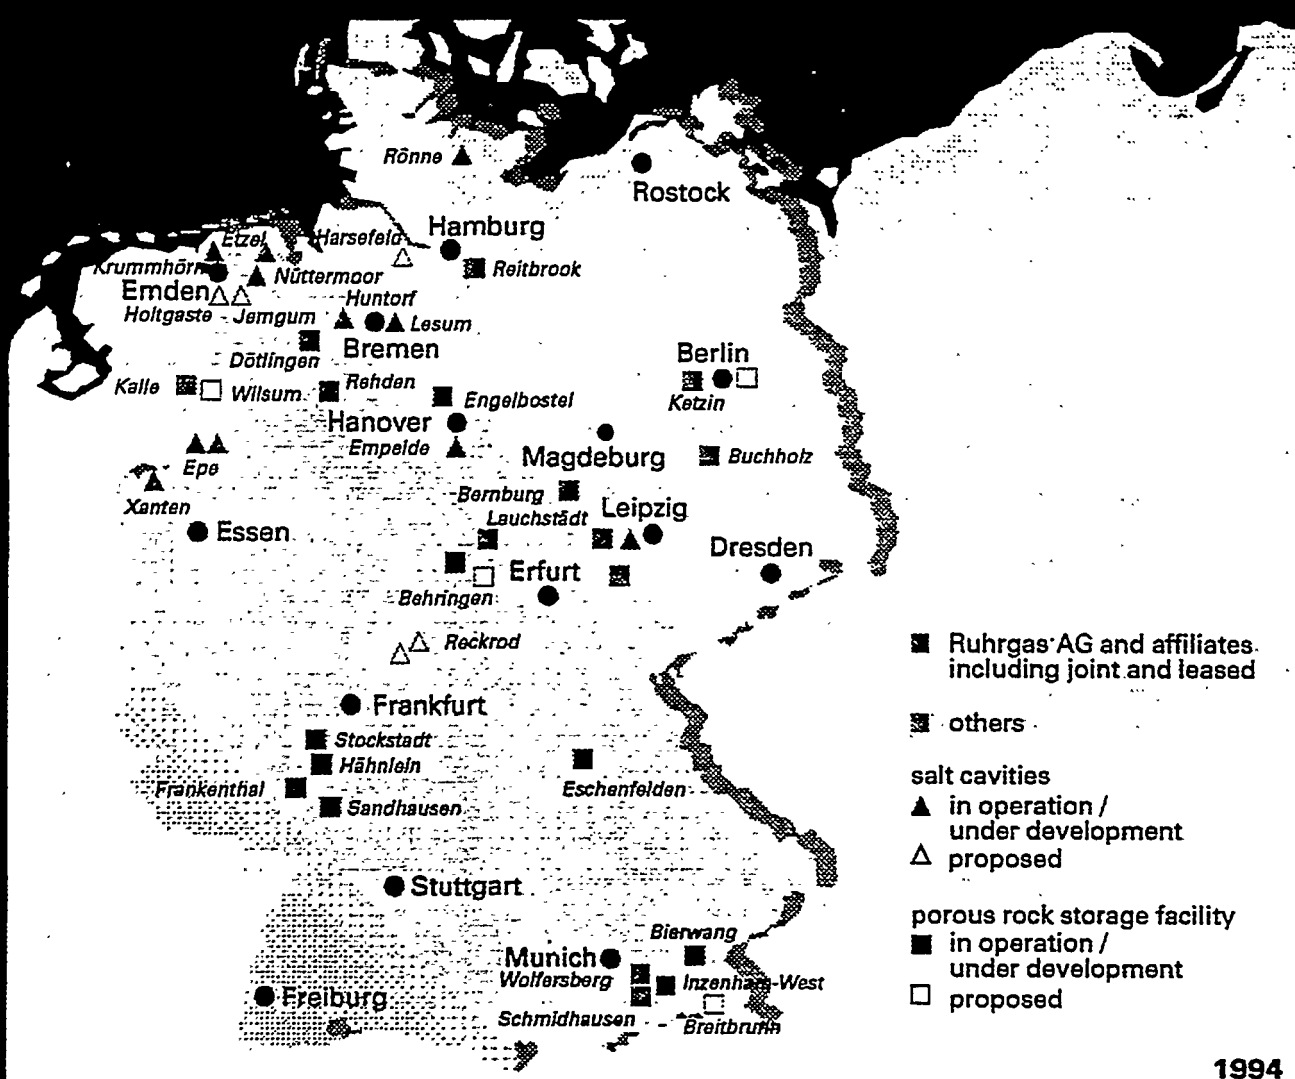 Rönne
Rostock
Hamburg
Etzel
Harsefeld
Krummhörn
Nüttermoor
Reitbrook
Emden
Huntorf
Holtgaste
Jemgum
Lesum
Bremen
Dötlingen
Berlin
Kalle
Wilsum
Rehden
Engelbostel
Ketzin
Hanover
Empelde
Magdeburg
Buchholz
Epe
Bernburg
Xanten
Lauchstädt
Leipzig
Essen
Dresden
Erfurt
Behringen
Reckrod
Ruhrgas AG and affiliates
including joint and leased
Frankfurt
others
Stockstadt
Hähnlein
salt cavities
Frankenthal
Eschenfelden
Sandhausen
in operation /
under development
proposed
Stuttgart
porous rock storage facility
Bierwang
in operation /
under development
Munich
Wolfersberg
Inzenham-West
Freiburg
proposed
Schmidhausen
Breitbrunn
1994